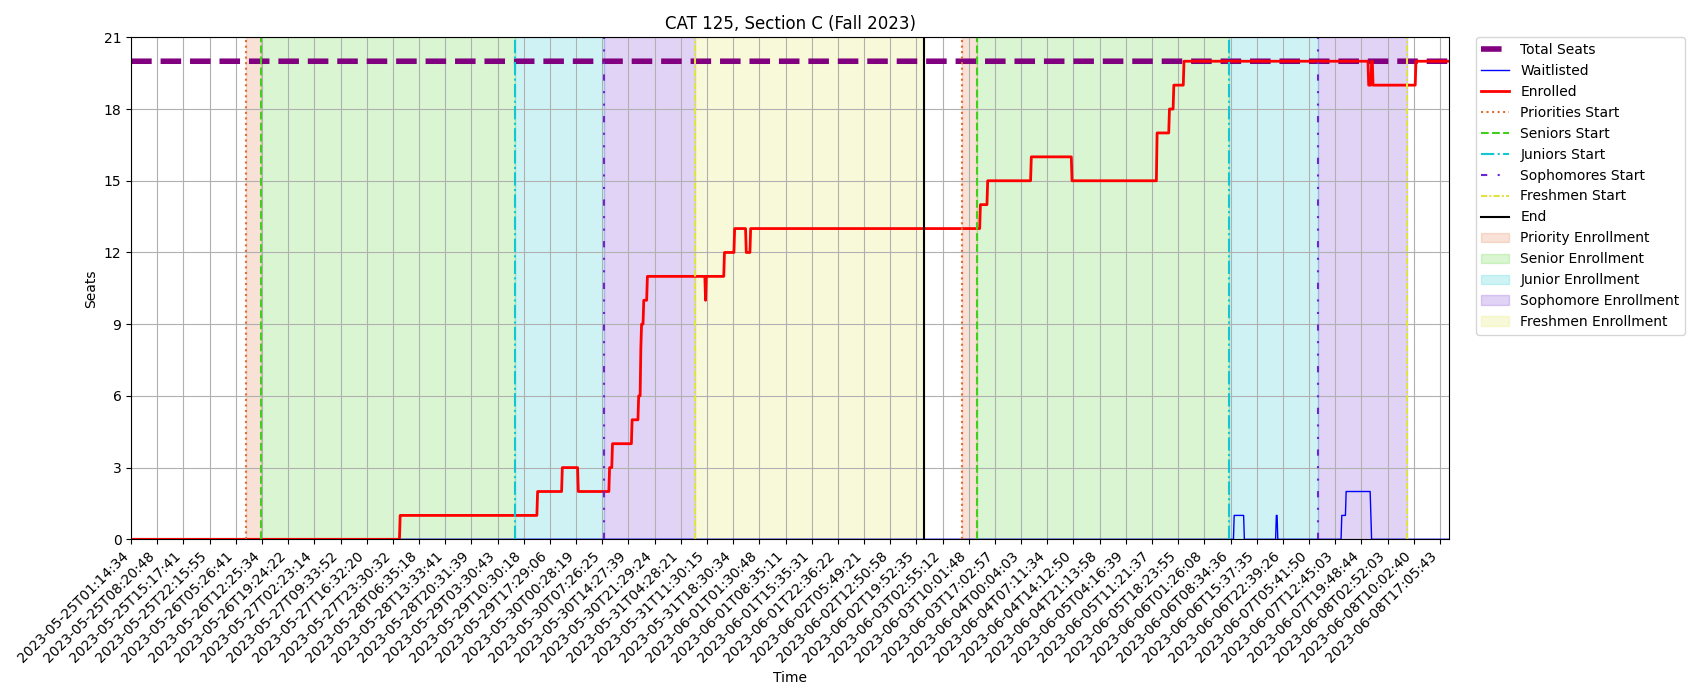 CAT 125, Section C (Fall 2023)
21
18
15
12
9
6
3
0
Seats
2023-05-25T01:14:34
2023-05-25T08:20:48
2023-05-25T15:17:41
2023-05-25T22:15:55
2023-05-26T05:26:41
2023-05-26T12:25:34
2023-05-26T19:24:22
2023-05-27T02:23:14
2023-05-27T09:33:52
2023-05-27T16:32:20
2023-05-27T23:30:32
2023-05-28T06:35:18
2023-05-28T13:33:41
2023-05-28T20:31:39
2023-05-29T03:30:43
2023-05-29T10:30:18
2023-05-29T17:29:06
2023-05-30T00:28:19
2023-05-30T07:26:25
2023-05-30T14:27:39
2023-05-30T21:29:24
2023-05-31T04:28:21
2023-05-31T11:30:15
2023-05-31T18:30:34
2023-06-01T01:30:48
2023-06-01T08:35:11
2023-06-01T15:35:31
2023-06-01T22:36:22
2023-06-02T05:49:21
2023-06-02T12:50:58
2023-06-02T19:52:35
2023-06-03T02:55:12
2023-06-03T10:01:48
2023-06-03T17:02:57
2023-06-04T00:04:03
2023-06-04T07:11:34
2023-06-04T14:12:50
2023-06-04T21:13:58
2023-06-05T04:16:39
2023-06-05T11:21:37
2023-06-05T18:23:55
2023-06-06T01:26:08
2023-06-06T08:34:36
2023-06-06T15:37:35
2023-06-06T22:39:26
2023-06-07T05:41:50
2023-06-07T12:45:03
2023-06-07T19:48:44
2023-06-08T02:52:03
2023-06-08T10:02:40
2023-06-08T17:05:43
Time
Total Seats
Waitlisted
Enrolled
Priorities Start
Seniors Start
Juniors Start
Sophomores Start
Freshmen Start
End
Priority Enrollment
Senior Enrollment
Junior Enrollment
Sophomore Enrollment
Freshmen Enrollment